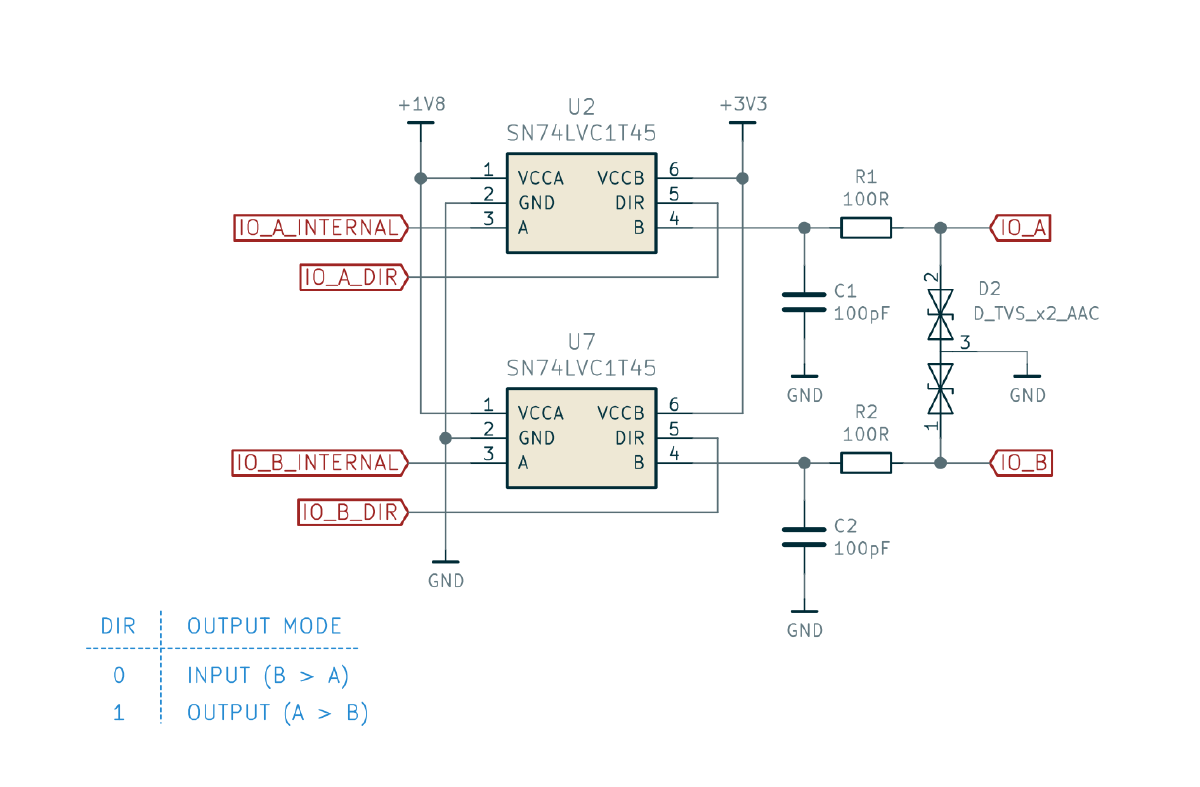 +1V8
+3V3
U2
SN74LVC1T45
1 VCCA VCCB 6
2 GND DIR 5
3 A B 4
IO_A_INTERNAL
IO_A_DIR
R1
100R
IO_A
C1
100pF
GND
2
D2
D_TVS_x2_AAC
3
GND
1
U7
SN74LVC1T45
1 VCCA VCCB 6
2 GND DIR 5
3 A B 4
IO_B_INTERNAL
IO_B_DIR
R2
100R
IO_B
C2
100pF
GND
GND
DIR OUTPUT MODE
0 INPUT (B > A)
1 OUTPUT (A > B)